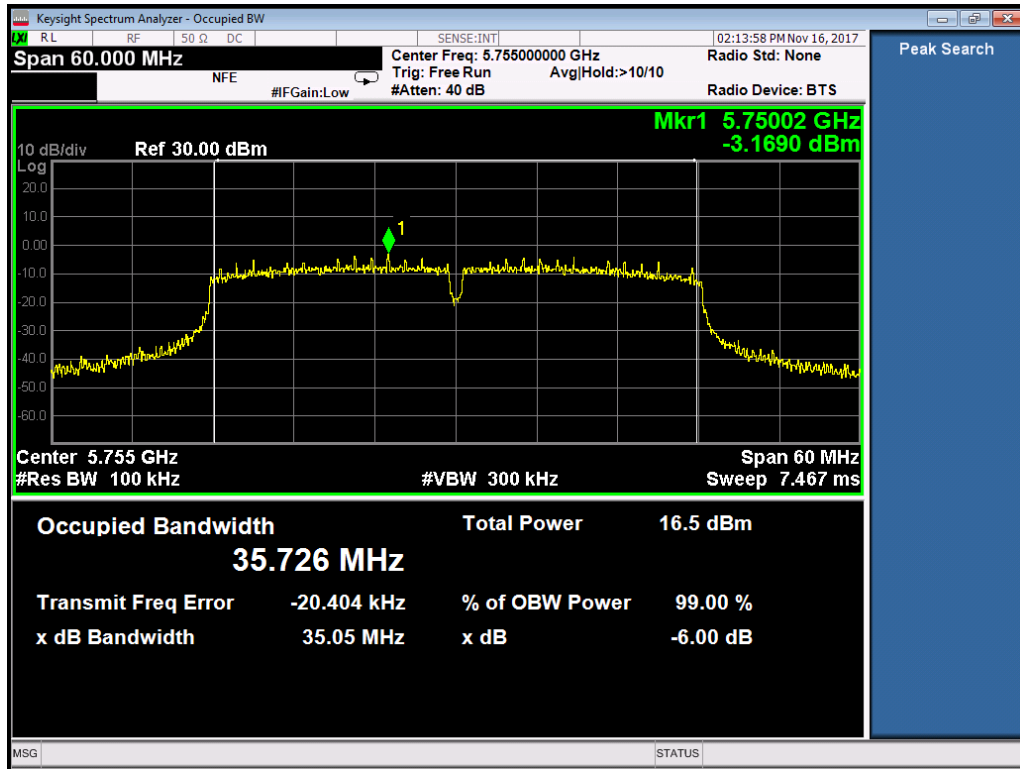 Keysight Spectrum Analyzer - Occupied BW
LXI RL RF 50 Ω DC SENSE:INT 02:13:58 PM Nov 16, 2017
Span 60.000 MHz Center Freq: 5.755000000 GHz Radio Std: None
NFE Trig: Free Run Avg|Hold:>10/10
#IFGain:Low #Atten: 40 dB Radio Device: BTS
Peak Search
Mkr1 5.75002 GHz
10 dB/div Ref 30.00 dBm -3.1690 dBm
Log
20.0
10.0
1
0.00
-10.0
-20.0
-30.0
-40.0
-50.0
-60.0
Center 5.755 GHz Span 60 MHz
#Res BW 100 kHz #VBW 300 kHz Sweep 7.467 ms
Occupied Bandwidth Total Power 16.5 dBm
35.726 MHz
Transmit Freq Error -20.404 kHz % of OBW Power 99.00 %
x dB Bandwidth 35.05 MHz x dB -6.00 dB
MSG STATUS